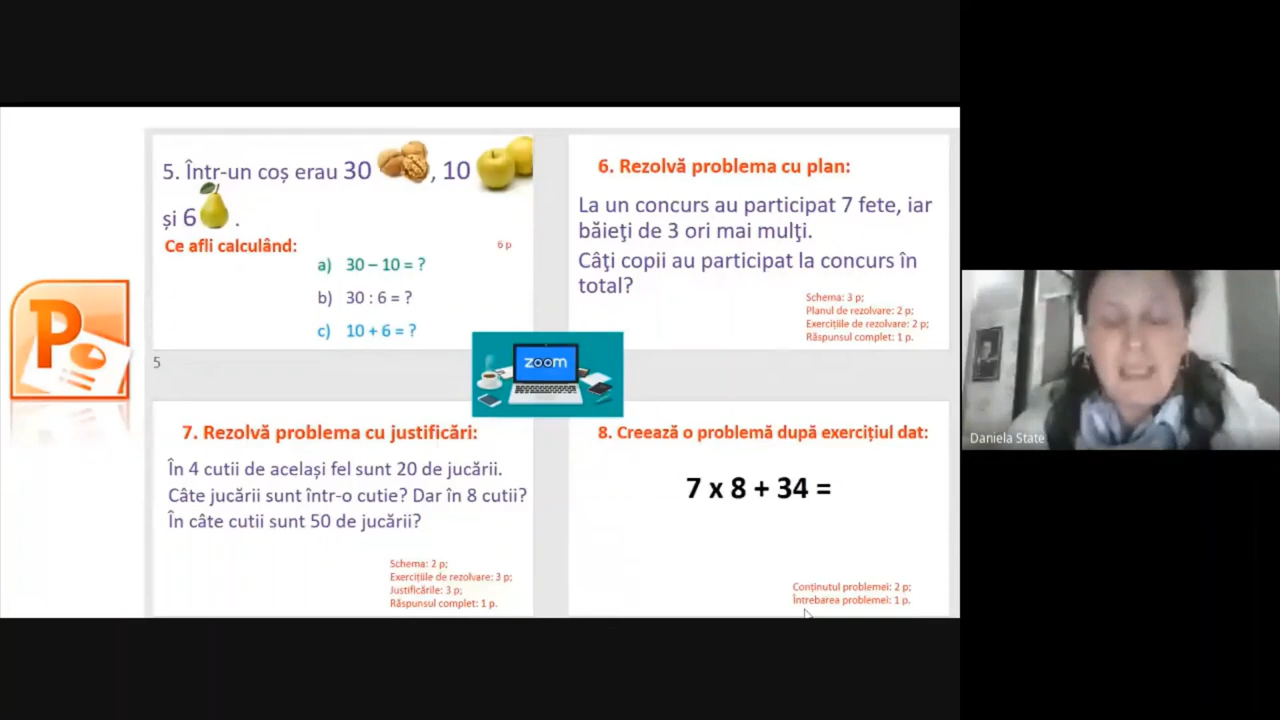 5. Într-un coș erau 30 , 10
și 6 .
Ce afli calculând:
6 p
a) 30 – 10 = ?
b) 30 : 6 = ?
c) 10 + 6 = ?
5
6. Rezolvă problema cu plan:
La un concurs au participat 7 fete, iar
băieţi de 3 ori mai mulţi.
Câţi copii au participat la concurs în
total?
Schema: 3 p;
Planul de rezolvare: 2 p;
Exercițiile de rezolvare: 2 p;
Răspunsul complet: 1 p.
P
zoom
7. Rezolvă problema cu justificări:
În 4 cutii de același fel sunt 20 de jucării.
Câte jucării sunt într-o cutie? Dar în 8 cutii?
În câte cutii sunt 50 de jucării?
Schema: 2 p;
Exercițiile de rezolvare: 3 p;
Justificările: 3 p;
Răspunsul complet: 1 p.
8. Creează o problemă după exercițiul dat:
7 x 8 + 34 =
Conținutul problemei: 2 p;
Întrebarea problemei: 1 p.
Daniela State